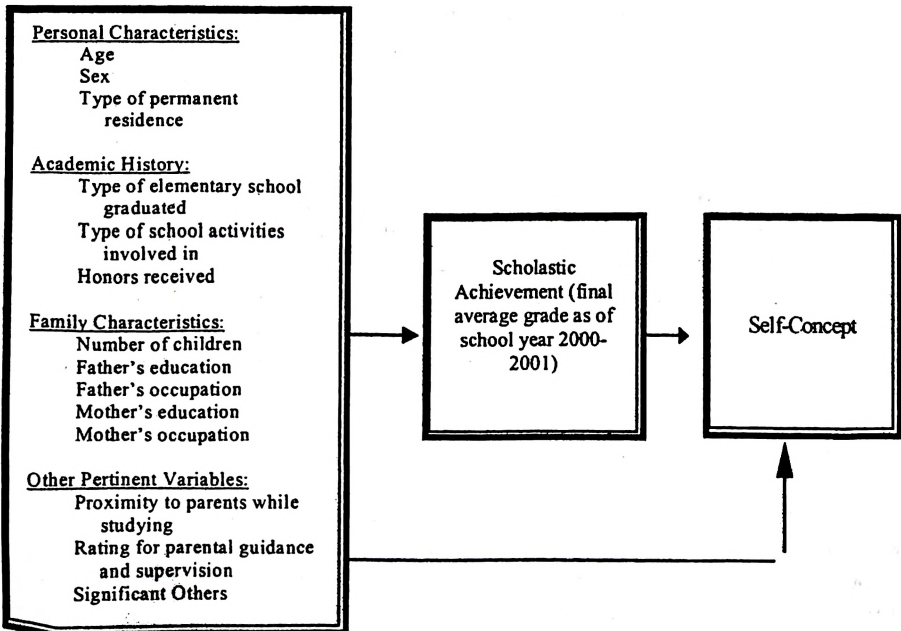 Personal Characteristics:
Age
Sex
Type of permanent
residence
Academic History:
Type of elementary school
graduated
Type of school activities
involved in
Honors received
Family Characteristics:
Number of children
Father's education
Father's occupation
Mother's education
Mother's occupation
Other Pertinent Variables:
Proximity to parents while
studying
Rating for parental guidance
and supervision
Significant Others
Scholastic
Achievement (final
average grade as of
school year 2000-
2001)
Self-Concept